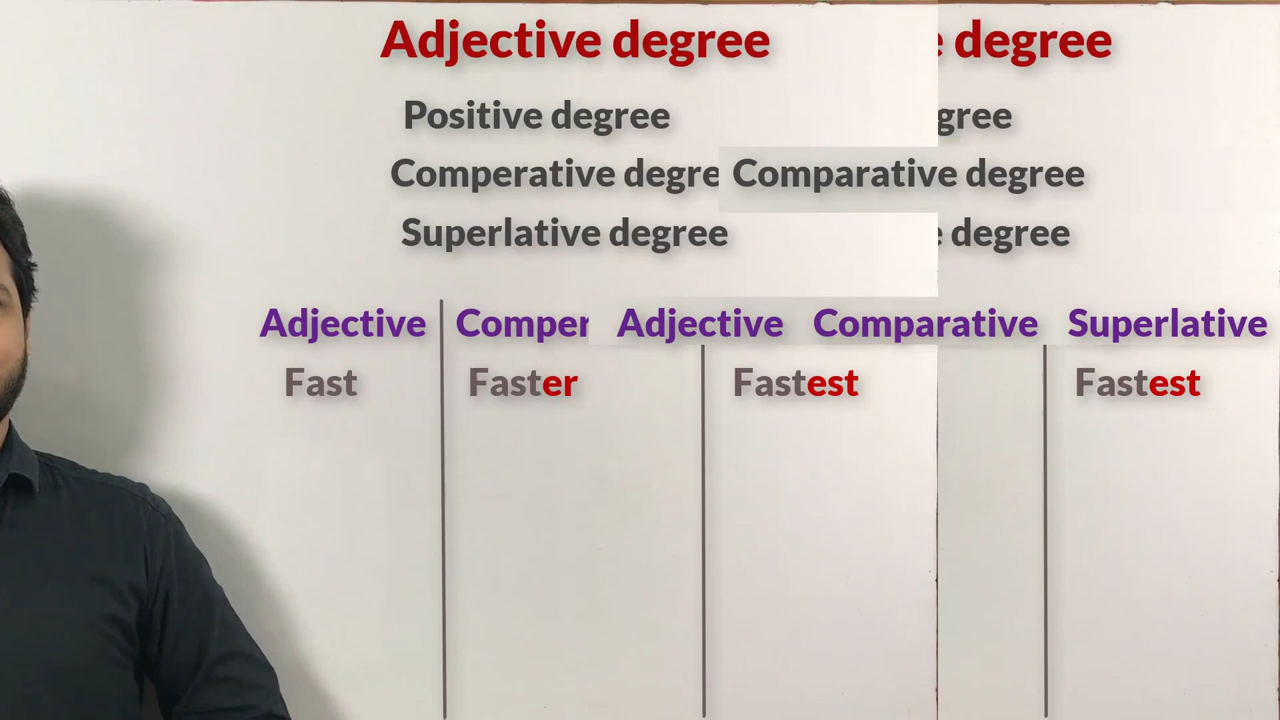 Adjective degree e degree
Positive degree gree
Comperative degre Comparative degree
Superlative degree e degree
Adjective Comper Adjective Comparative Superlative
Fast Faster Fastest Fastest